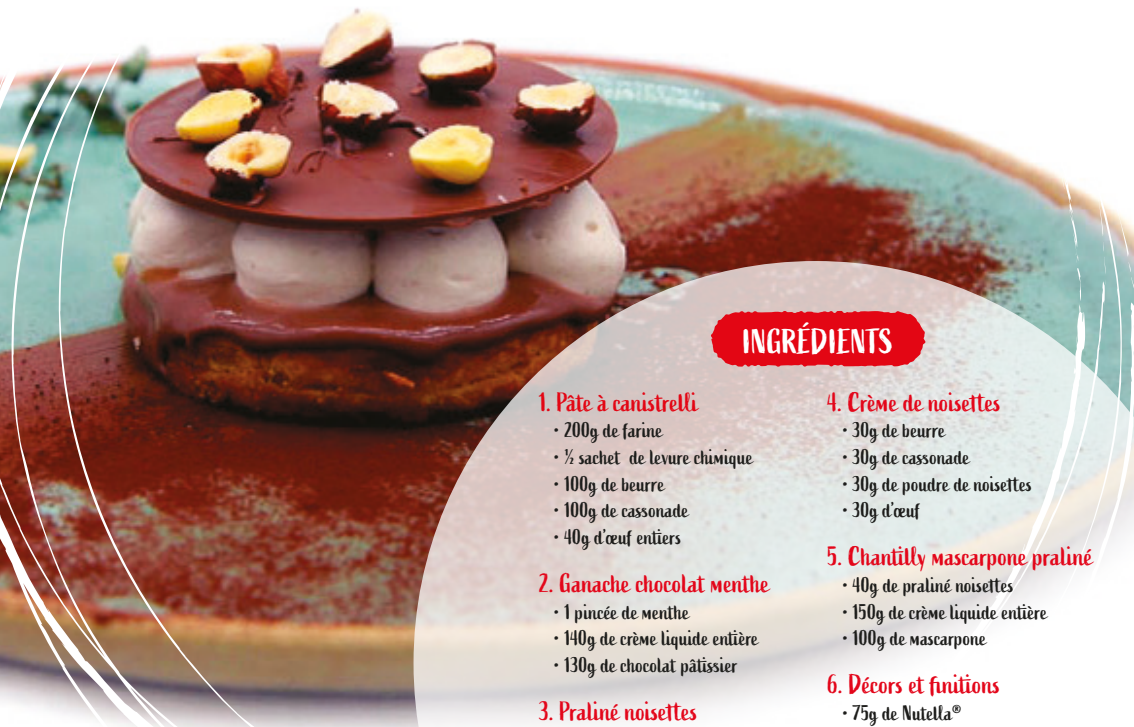 INGRÉDIENTS
1. Pâte à canistrelli
• 200g de farine
• ½ sachet de levure chimique
• 100g de beurre
• 100g de cassonade
• 40g d'œuf entiers
2. Ganache chocolat menthe
• 1 pincée de menthe
• 140g de crème liquide entière
• 130g de chocolat pâtissier
3. Praliné noisettes
4. Crème de noisettes
• 30g de beurre
• 30g de cassonade
• 30g de poudre de noisettes
• 30g d'œuf
5. Chantilly mascarpone praliné
• 40g de praliné noisettes
• 150g de crème liquide entière
• 100g de mascarpone
6. Décors et finitions
• 75g de Nutella®